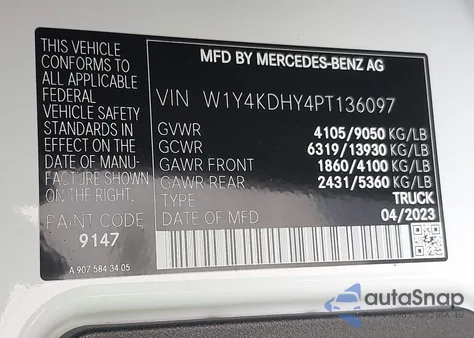 THIS VEHICLE
CONFORMS TO
ALL APPLICABLE
FEDERAL
VEHICLE SAFETY
STANDARDS IN
EFFECT ON THE
DATE OF MANU-
FACTURE SHOWN
ON THE RIGHT.
PAINT CODE
9147
A 907 584 34 05
MFD BY MERCEDES-BENZ AG
VIN W1Y4KDHY4PT136097
GVWR 4105/9050 KG/LB
GCWR 6319/13930 KG/LB
GAWR FRONT 1860/4100 KG/LB
GAWR REAR 2431/5360 KG/LB
TYPE TRUCK
DATE OF MFD 04/2023
autoSnap